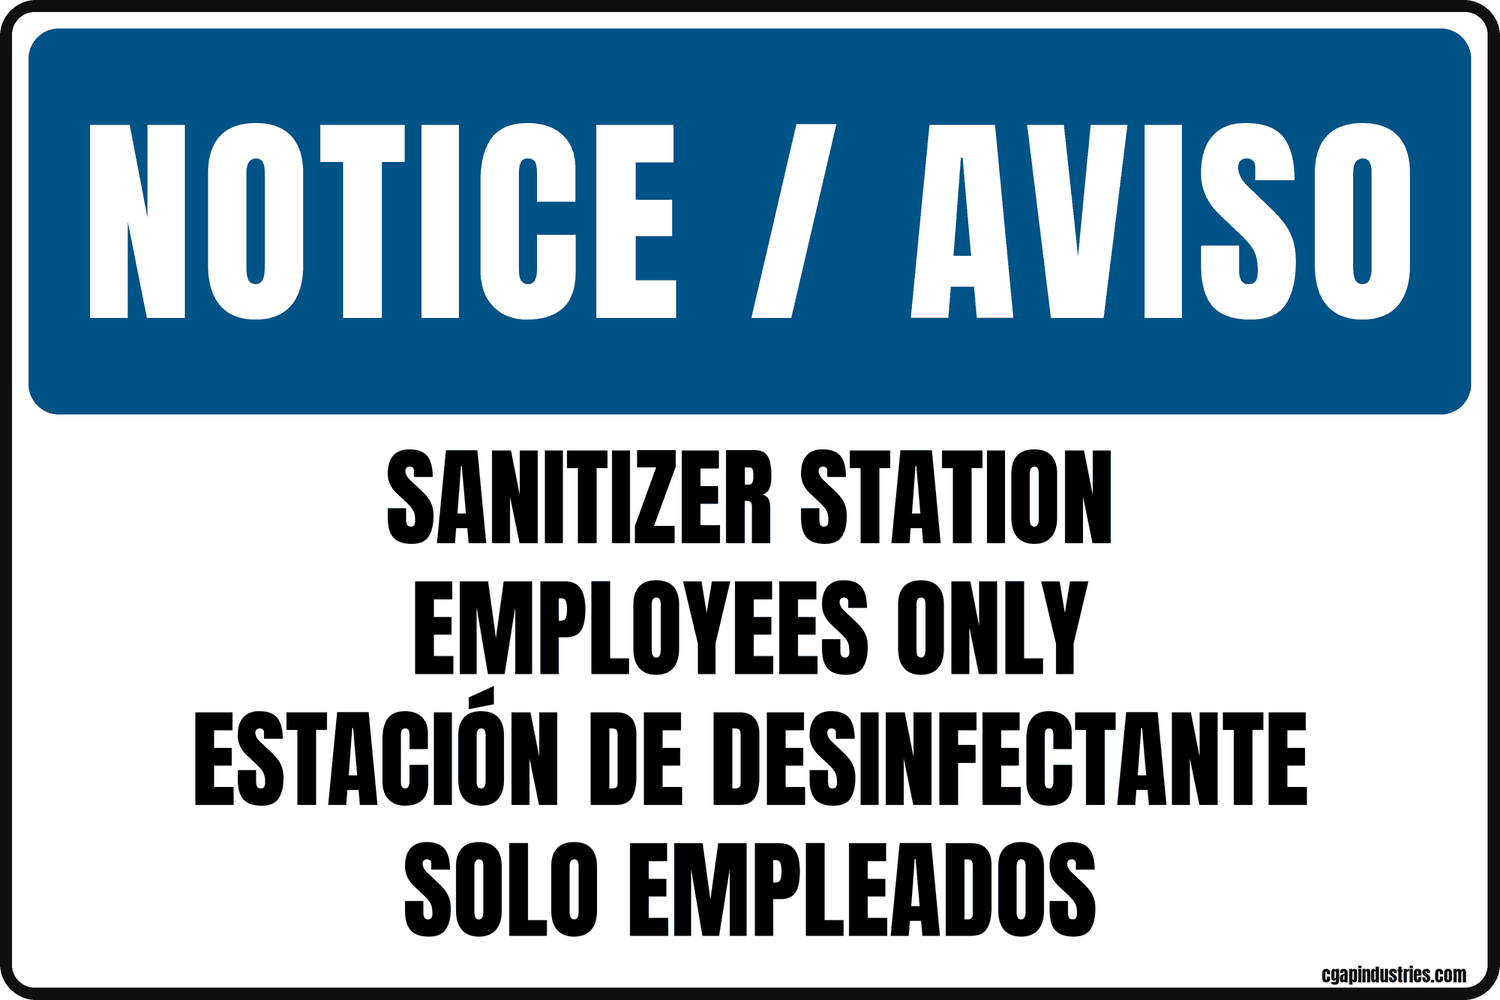 NOTICE / AVISO
SANITIZER STATION
EMPLOYEES ONLY
ESTACIÓN DE DESINFECTANTE
SOLO EMPLEADOS
cgapindustries.com